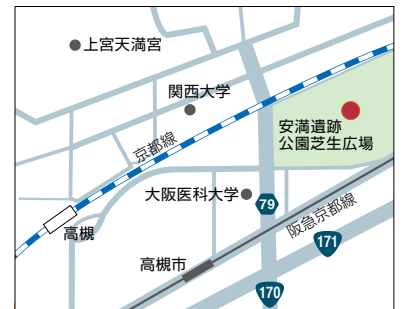 上宮天満宮
関西大学
京都線
安満遺跡
公園芝生広場
大阪医科大学
79
高槻
阪急京都線
171
高槻市
170